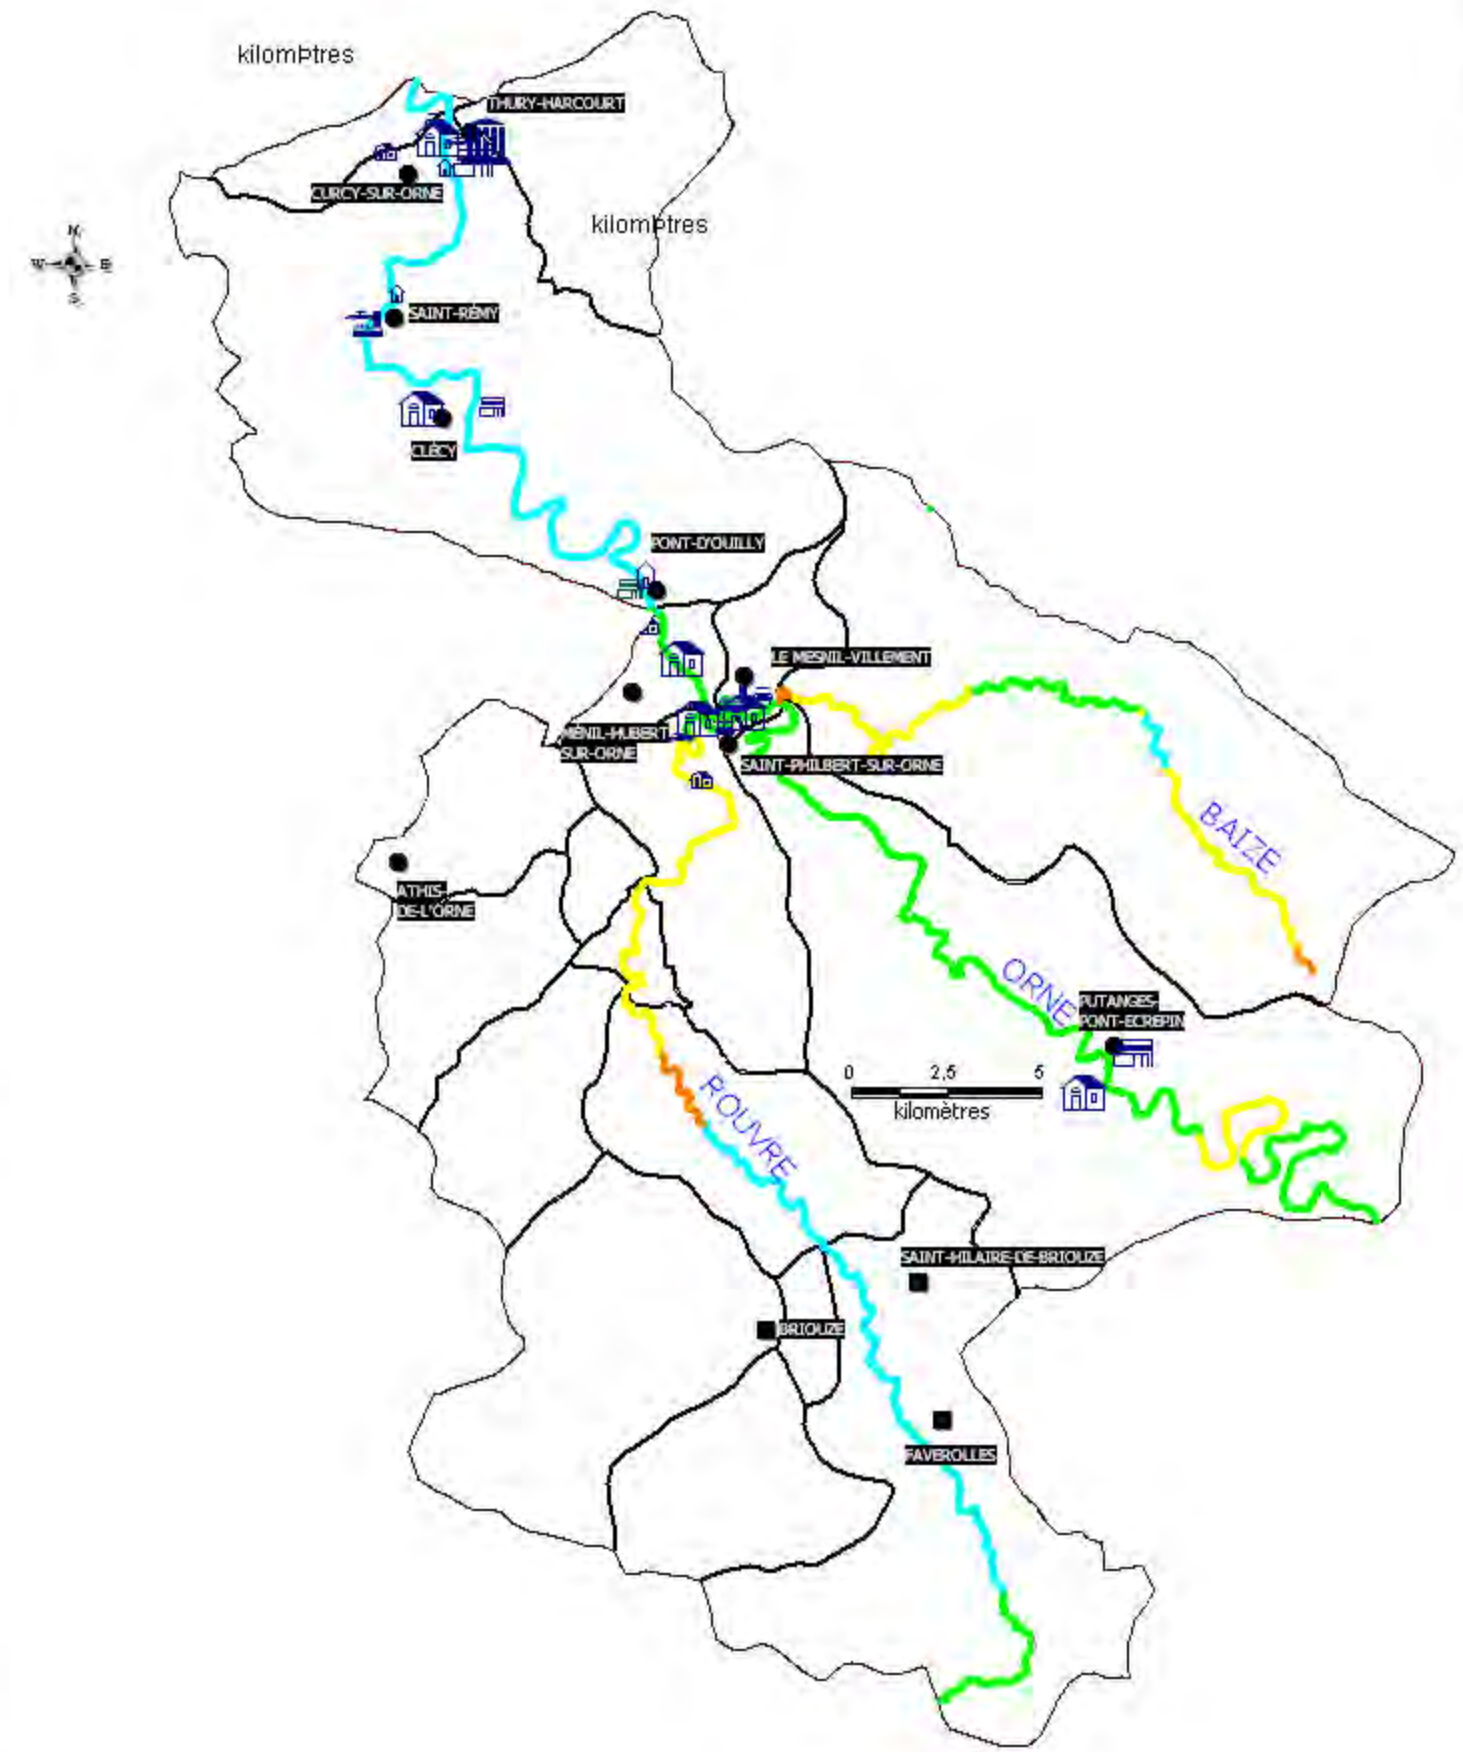 kilomÞtres
THURY-HARCOURT
CURCY-SUR-ORNE
kilomÞtres
N
W
E
S
SAINT-RÉMY
CLÉCY
PONT-D'OUILLY
LE MESNIL-VILLEMENT
MÉNIL-HUBERT
SUR-ORNE
SAINT-PHILBERT-SUR-ORNE
BAIZE
ATHIS-
DE-L'ORNE
ORNE
PUTANGES-
PONT-ECREPIN
0 2,5 5
kilomètres
ROUVRE
SAINT-HILAIRE-DE-BRIOUZE
BRIOUZE
FAVEROLLES